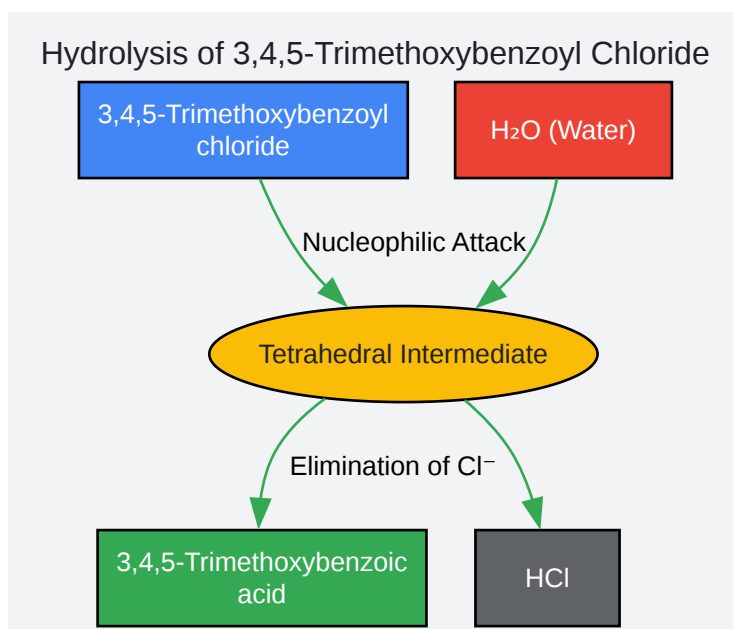 Hydrolysis of 3,4,5-Trimethoxybenzoyl Chloride
3,4,5-Trimethoxybenzoyl
chloride
H₂O (Water)
Nucleophilic Attack
Tetrahedral Intermediate
Elimination of Cl⁻
3,4,5-Trimethoxybenzoic
acid
HCl